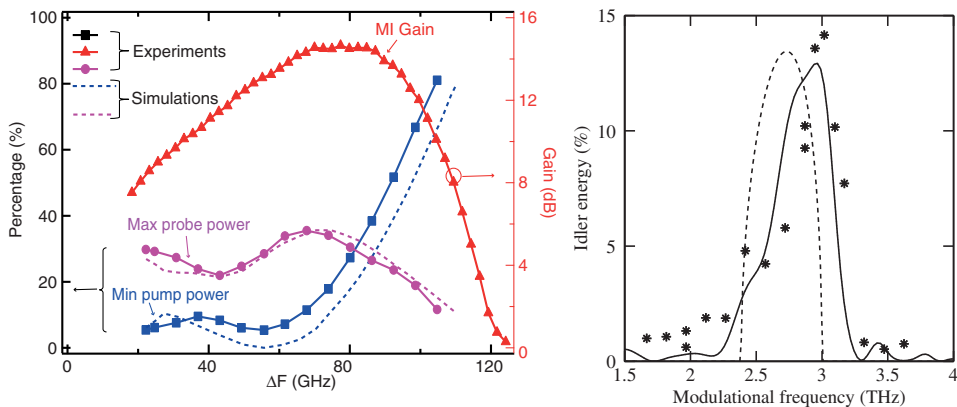 100
80
60
40
20
0
Percentage (%)
Experiments
Simulations
MI Gain
Max probe power
Min pump power
16
12
8
4
0
Gain (dB)
0
40
80
120
ΔF (GHz)
15
10
5
0
Idler energy (%)
1.5
2
2.5
3
3.5
4
Modulational frequency (THz)